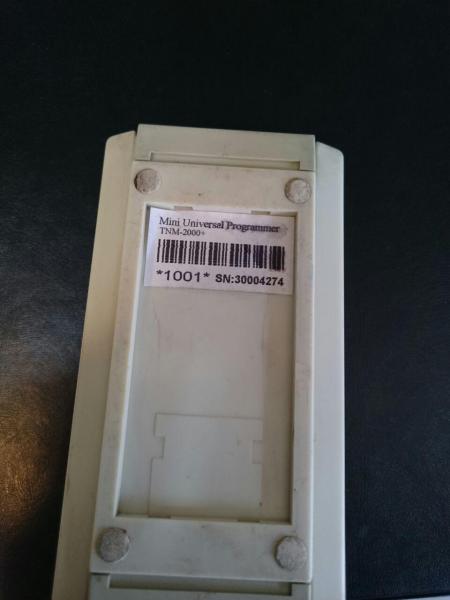 Mini Universal Programmer
TNM-2000+
*1001* SN:30004274